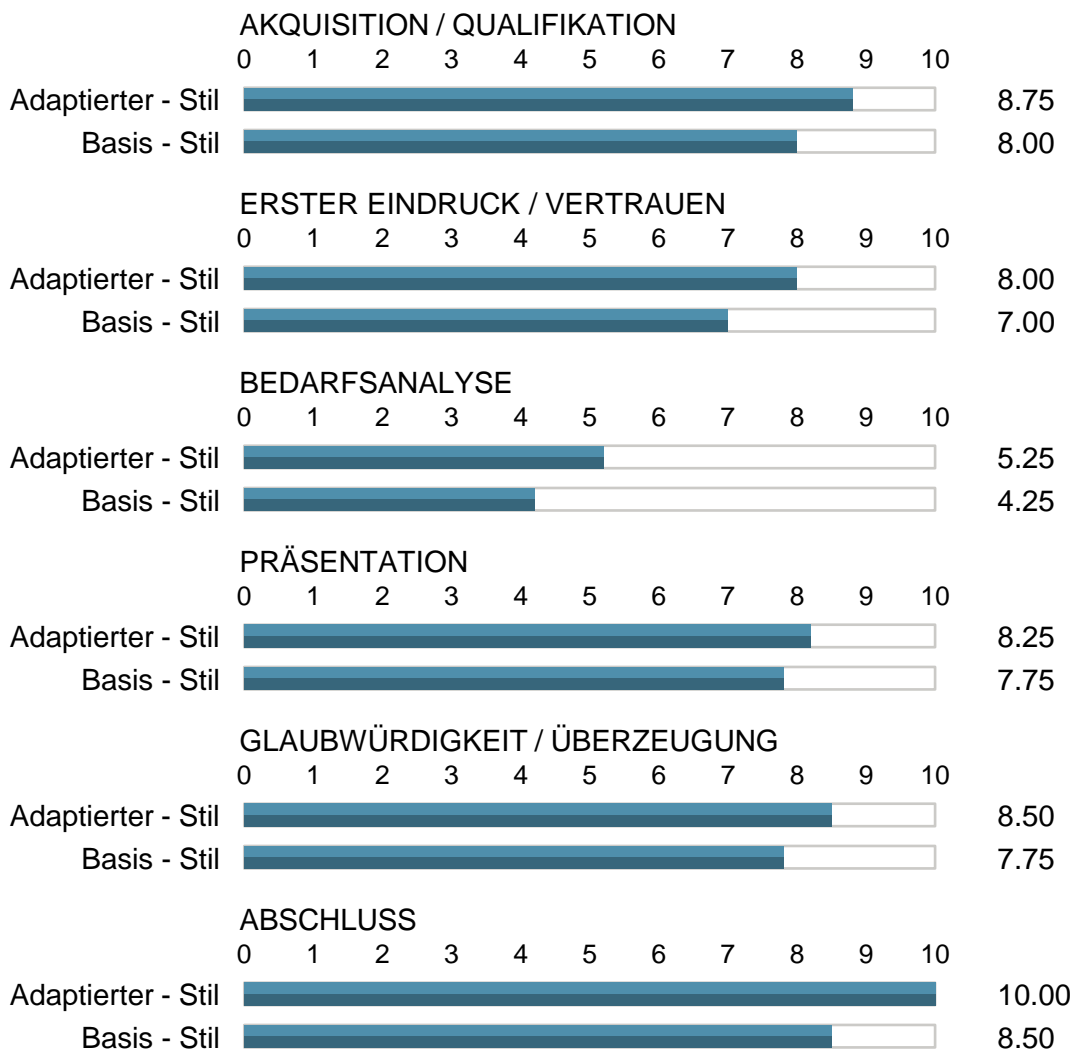 AKQUISITION / QUALIFIKATION
0 1 2 3 4 5 6 7 8 9 10
Adaptierter - Stil 8.75
Basis - Stil 8.00
ERSTER EINDRUCK / VERTRAUEN
0 1 2 3 4 5 6 7 8 9 10
Adaptierter - Stil 8.00
Basis - Stil 7.00
BEDARFSANALYSE
0 1 2 3 4 5 6 7 8 9 10
Adaptierter - Stil 5.25
Basis - Stil 4.25
PRÄSENTATION
0 1 2 3 4 5 6 7 8 9 10
Adaptierter - Stil 8.25
Basis - Stil 7.75
GLAUBWÜRDIGKEIT / ÜBERZEUGUNG
0 1 2 3 4 5 6 7 8 9 10
Adaptierter - Stil 8.50
Basis - Stil 7.75
ABSCHLUSS
0 1 2 3 4 5 6 7 8 9 10
Adaptierter - Stil 10.00
Basis - Stil 8.50